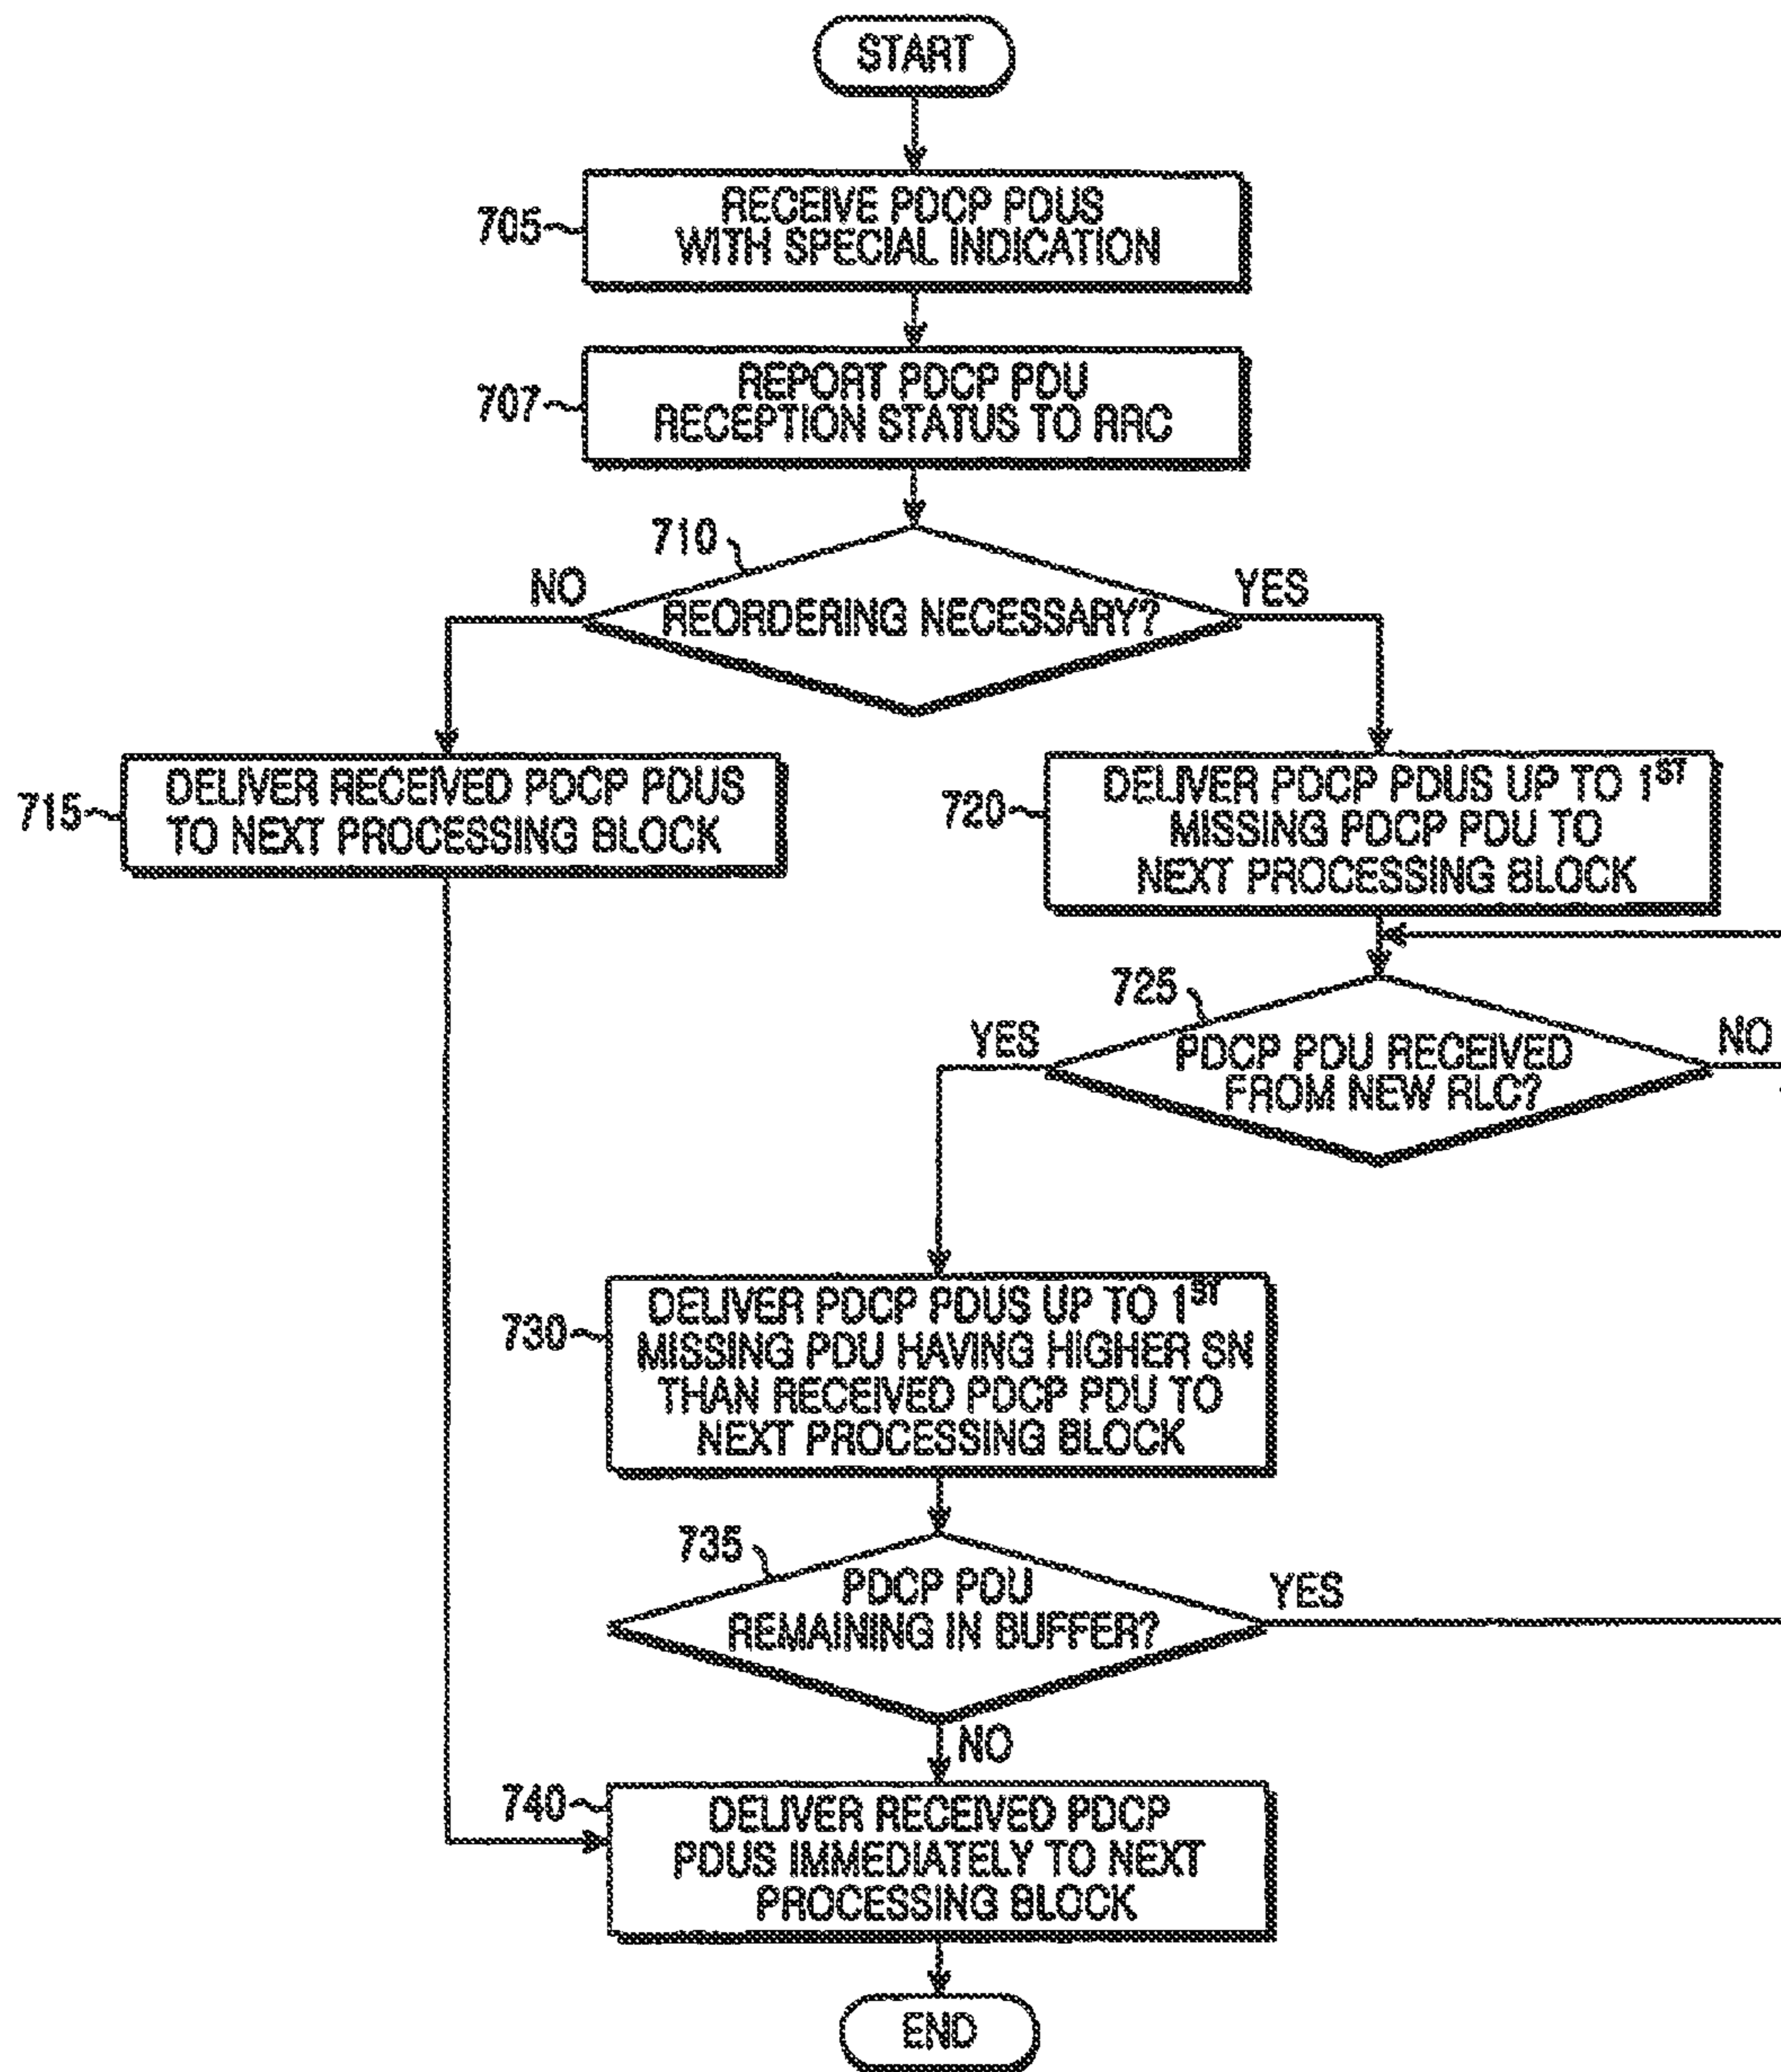 START
705
RECEIVE PDCP PDUS
WITH SPECIAL INDICATION
707
REPORT PDCP PDU
RECEPTION STATUS TO RRC
710
NO
REORDERING NECESSARY?
YES
715
DELIVER RECEIVED PDCP PDUS
TO NEXT PROCESSING BLOCK
720
DELIVER PDCP PDUS UP TO 1ST
MISSING PDCP PDU TO
NEXT PROCESSING BLOCK
725
YES
PDCP PDU RECEIVED
FROM NEW RLC?
NO
730
DELIVER PDCP PDUS UP TO 1ST
MISSING PDU HAVING HIGHER SN
THAN RECEIVED PDCP PDU TO
NEXT PROCESSING BLOCK
735
PDCP PDU
REMAINING IN BUFFER?
YES
NO
740
DELIVER RECEIVED PDCP
PDUS IMMEDIATELY TO NEXT
PROCESSING BLOCK
END